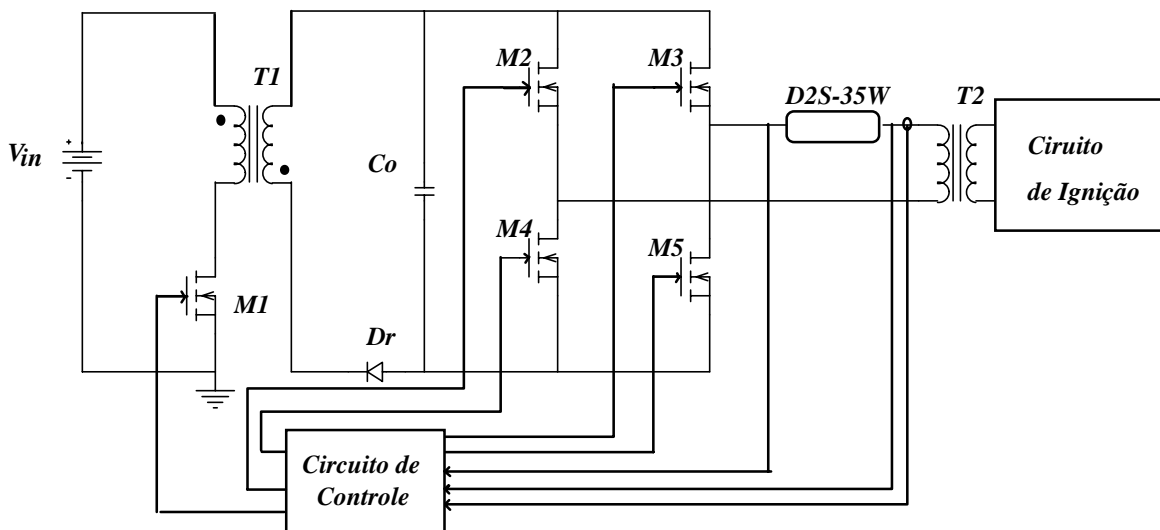 M2
M3
T1
D2S-35W
T2
+
Vin
-
Co
Ciruito
de Ignição
M4
M5
M1
Dr
Circuito de
Controle